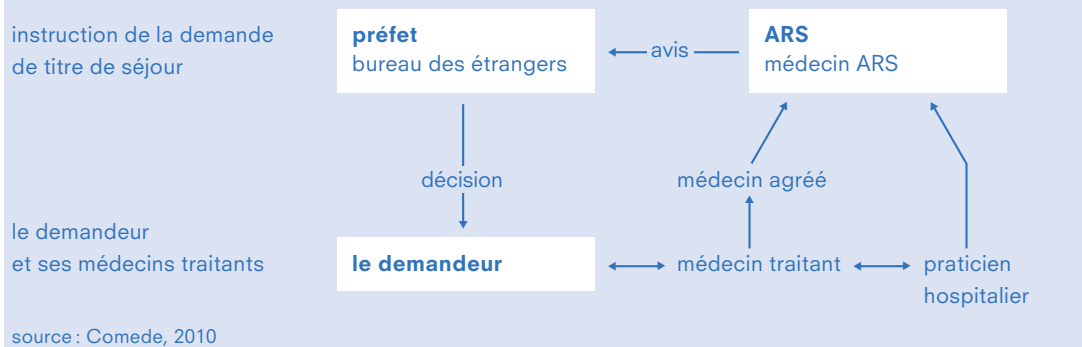 instruction de la demande
de titre de séjour
préfet
bureau des étrangers
avis
ARS
médecin ARS
décision
médecin agréé
le demandeur
et ses médecins traitants
le demandeur
médecin traitant
praticien
hospitalier
source : Comede, 2010